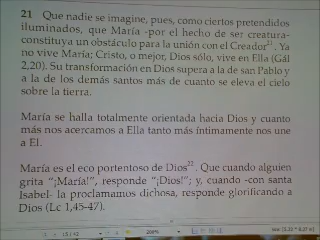 21 Que nadie se imagine, pues, como ciertos pretendidos
iluminados, que María -por el hecho de ser creatura-
constituya un obstáculo para la unión con el Creador21. Ya
no vive María; Cristo, o mejor, Dios sólo, vive en Ella (Gál
2,20). Su transformación en Dios supera a la de san Pablo y
a la de los demás santos más de cuanto se eleva el cielo
sobre la tierra.
María se halla totalmente orientada hacia Dios y cuanto
más nos acercamos a Ella tanto más íntimamente nos une
a El.
María es el eco portentoso de Dios22. Que cuando alguien
grita “¡María!”, responde “¡Dios!”; y, cuando -con santa
Isabel- la proclamamos dichosa, responde glorificando a
Dios (Lc 1,45-47).
200%